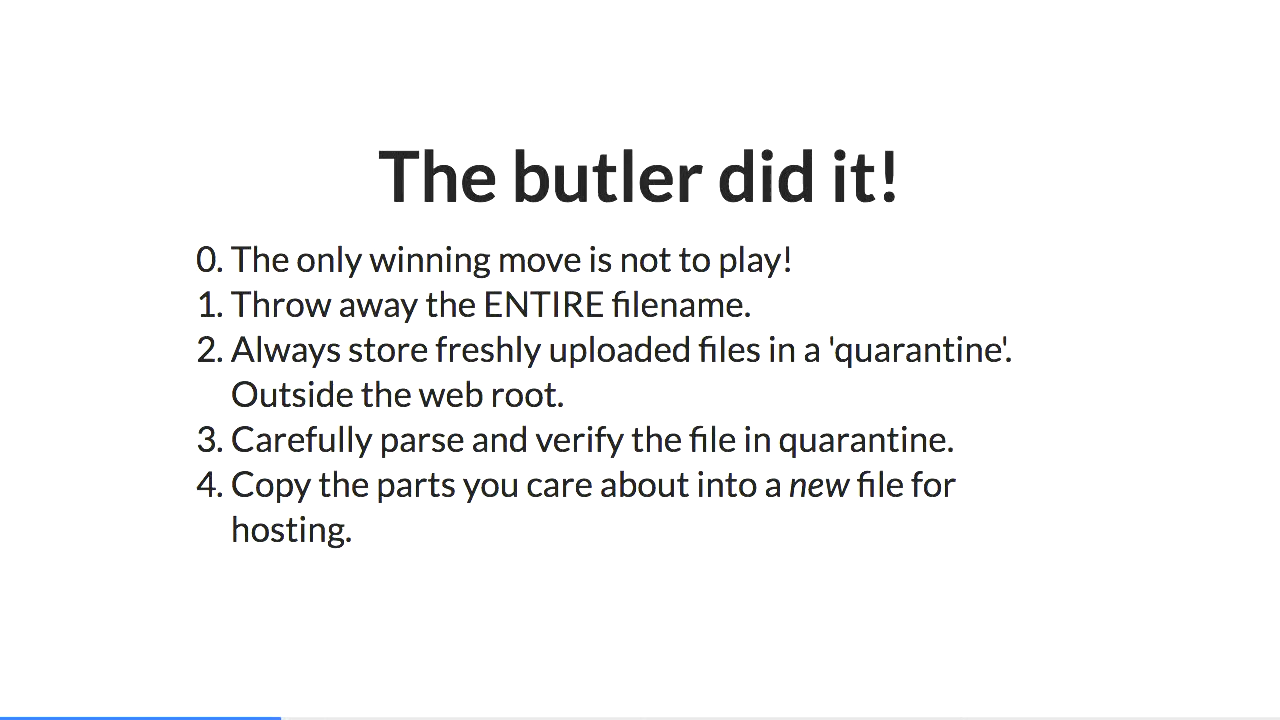 The butler did it!
0. The only winning move is not to play!
1. Throw away the ENTIRE filename.
2. Always store freshly uploaded files in a 'quarantine'.
Outside the web root.
3. Carefully parse and verify the file in quarantine.
4. Copy the parts you care about into a new file for
hosting.